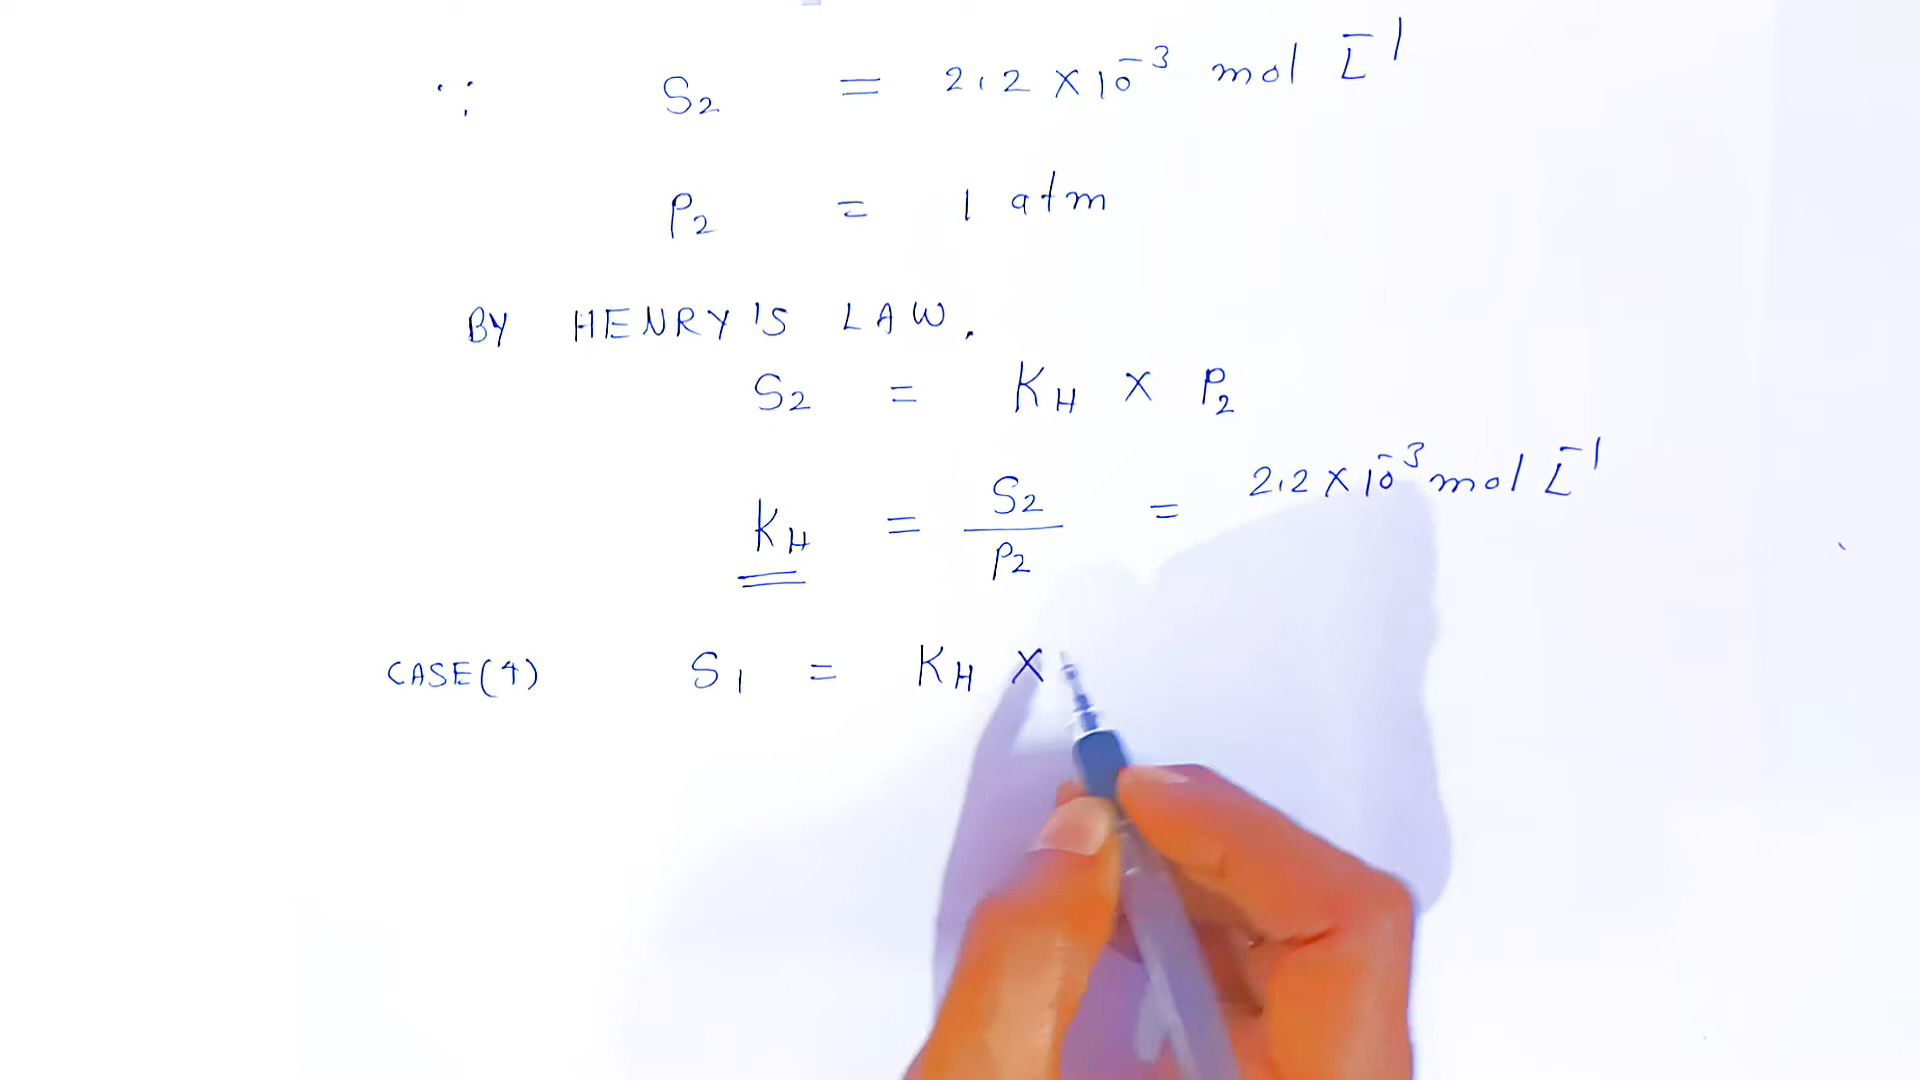 ∵ S₂ = 2.2 × 10⁻³ mol L⁻¹
P₂ = 1 atm
BY HENRY'S LAW,
S₂ = K_H × P₂
K_H = S₂/P₂ = 2.2 × 10⁻³ mol L⁻¹
CASE(1) S₁ = K_H ×